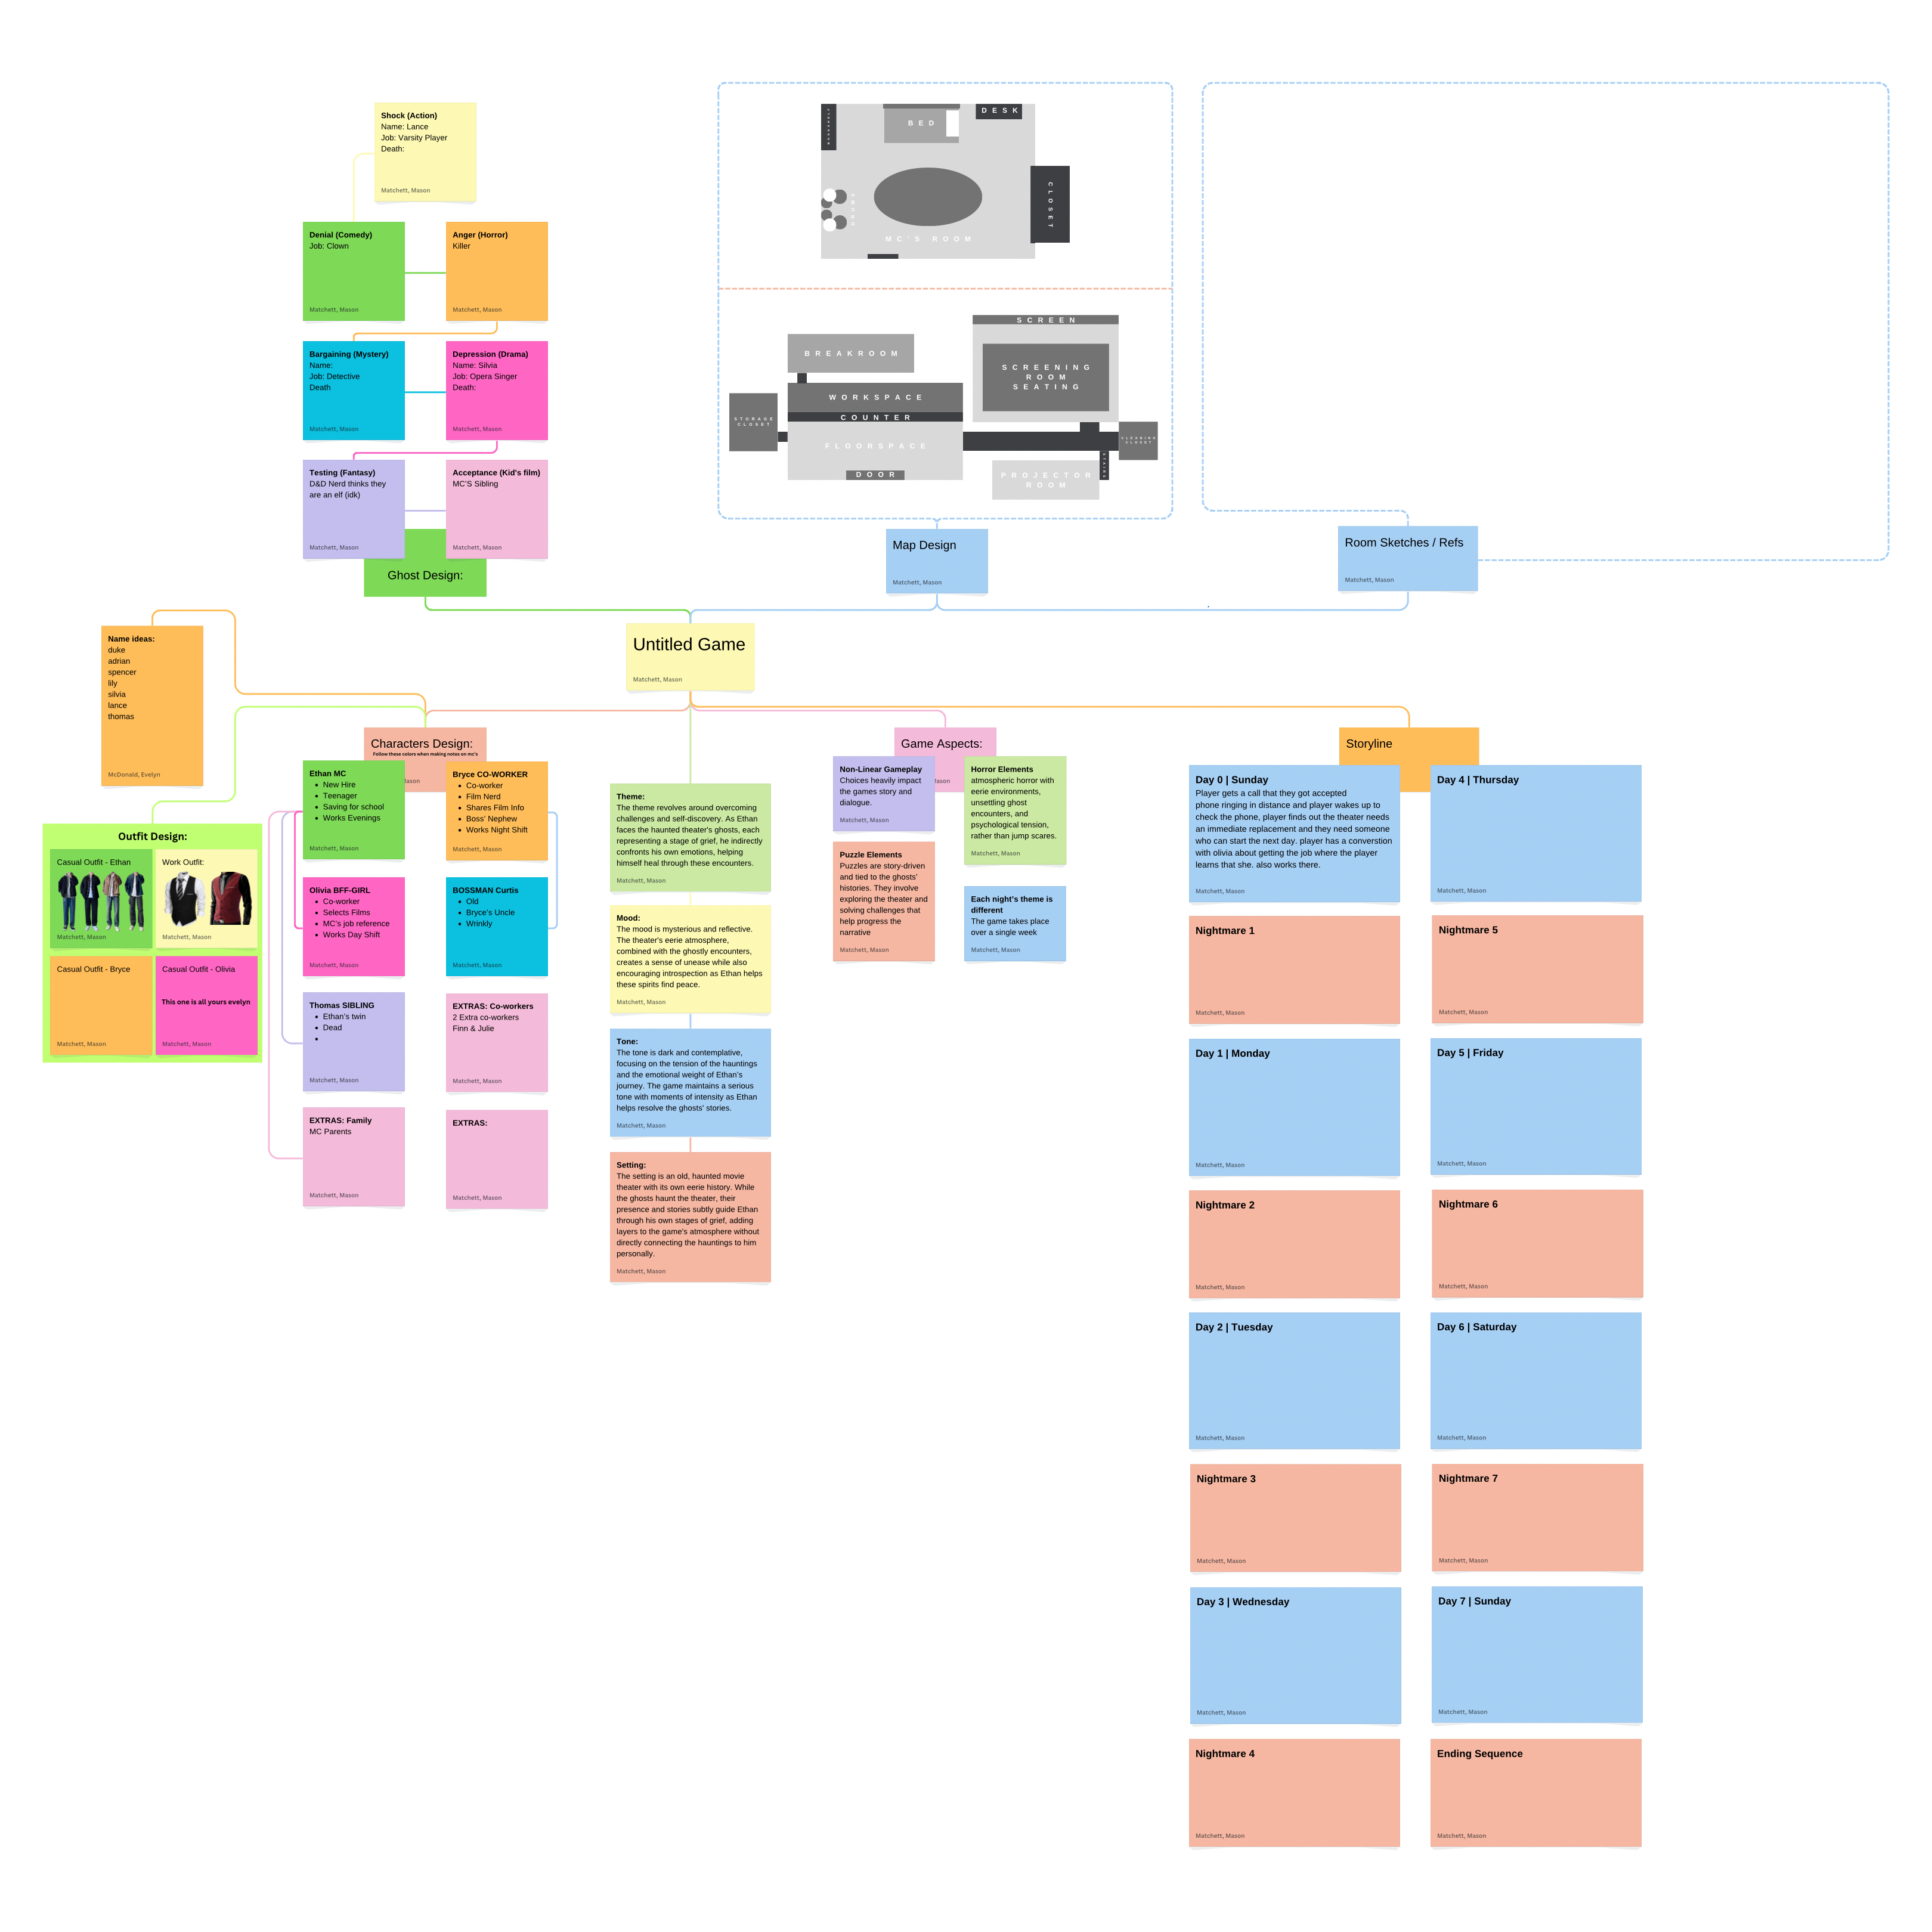 Shock (Action)
Name: Lance
Job: Varsity Player
Death:
Matchett, Mason
Denial (Comedy)
Job: Clown
Matchett, Mason
Anger (Horror)
Killer
Matchett, Mason
Bargaining (Mystery)
Name:
Job: Detective
Death
Matchett, Mason
Depression (Drama)
Name: Silvia
Job: Opera Singer
Death:
Matchett, Mason
Testing (Fantasy)
D&D Nerd thinks they
are an elf (idk)
Matchett, Mason
Acceptance (Kid's film)
MC'S Sibling
Matchett, Mason
Ghost Design:
BED
DESK
CLOSET
MC'S ROOM
SCREEN
BREAKROOM
SCREENING
ROOM
SEATING
WORKSPACE
COUNTER
STORAGE
CLOSET
FLOORSPACE
CLEANING
CLOSET
DOOR
STAIRS
PROJECTOR
ROOM
Map Design
Matchett, Mason
Room Sketches / Refs
Matchett, Mason
Untitled Game
Matchett, Mason
Name ideas:
duke
adrian
spencer
lily
silvia
lance
thomas
McDonald, Evelyn
Outfit Design:
Casual Outfit - Ethan
Matchett, Mason
Work Outfit:
Matchett, Mason
Casual Outfit - Bryce
Matchett, Mason
Casual Outfit - Olivia
This one is all yours evelyn
Matchett, Mason
Characters Design:
Follow these colors when making notes on mc's
Mason
Ethan MC
• New Hire
• Teenager
• Saving for school
• Works Evenings
Matchett, Mason
Bryce CO-WORKER
• Co-worker
• Film Nerd
• Shares Film Info
• Boss' Nephew
• Works Night Shift
Matchett, Mason
Olivia BFF-GIRL
• Co-worker
• Selects Films
• MC's job reference
• Works Day Shift
Matchett, Mason
BOSSMAN Curtis
• Old
• Bryce's Uncle
• Wrinkly
Matchett, Mason
Thomas SIBLING
• Ethan's twin
• Dead
•
Matchett, Mason
EXTRAS: Co-workers
2 Extra co-workers
Finn & Julie
Matchett, Mason
EXTRAS: Family
MC Parents
Matchett, Mason
EXTRAS:
Matchett, Mason
Theme:
The theme revolves around overcoming
challenges and self-discovery. As Ethan
faces the haunted theater's ghosts, each
representing a stage of grief, he indirectly
confronts his own emotions, helping
himself heal through these encounters.
Matchett, Mason
Mood:
The mood is mysterious and reflective.
The theater's eerie atmosphere,
combined with the ghostly encounters,
creates a sense of unease while also
encouraging introspection as Ethan helps
these spirits find peace.
Matchett, Mason
Tone:
The tone is dark and contemplative,
focusing on the tension of the hauntings
and the emotional weight of Ethan's
journey. The game maintains a serious
tone with moments of intensity as Ethan
helps resolve the ghosts' stories.
Matchett, Mason
Setting:
The setting is an old, haunted movie
theater with its own eerie history. While
the ghosts haunt the theater, their
presence and stories subtly guide Ethan
through his own stages of grief, adding
layers to the game's atmosphere without
directly connecting the hauntings to him
personally.
Matchett, Mason
Game Aspects:
Mason
Non-Linear Gameplay
Choices heavily impact
the games story and
dialogue.
Matchett, Mason
Horror Elements
atmospheric horror with
eerie environments,
unsettling ghost
encounters, and
psychological tension,
rather than jump scares.
Matchett, Mason
Puzzle Elements
Puzzles are story-driven
and tied to the ghosts'
histories. They involve
exploring the theater and
solving challenges that
help progress the
narrative
Matchett, Mason
Each night's theme is
different
The game takes place
over a single week
Matchett, Mason
Storyline
Day 0 | Sunday
Player gets a call that they got accepted
phone ringing in distance and player wakes up to
check the phone, player finds out the theater needs
an immediate replacement and they need someone
who can start the next day. player has a converstion
with olivia about getting the job where the player
learns that she. also works there.
Matchett, Mason
Day 4 | Thursday
Matchett, Mason
Nightmare 1
Matchett, Mason
Nightmare 5
Matchett, Mason
Day 1 | Monday
Matchett, Mason
Day 5 | Friday
Matchett, Mason
Nightmare 2
Matchett, Mason
Nightmare 6
Matchett, Mason
Day 2 | Tuesday
Matchett, Mason
Day 6 | Saturday
Matchett, Mason
Nightmare 3
Matchett, Mason
Nightmare 7
Matchett, Mason
Day 3 | Wednesday
Matchett, Mason
Day 7 | Sunday
Matchett, Mason
Nightmare 4
Matchett, Mason
Ending Sequence
Matchett, Mason